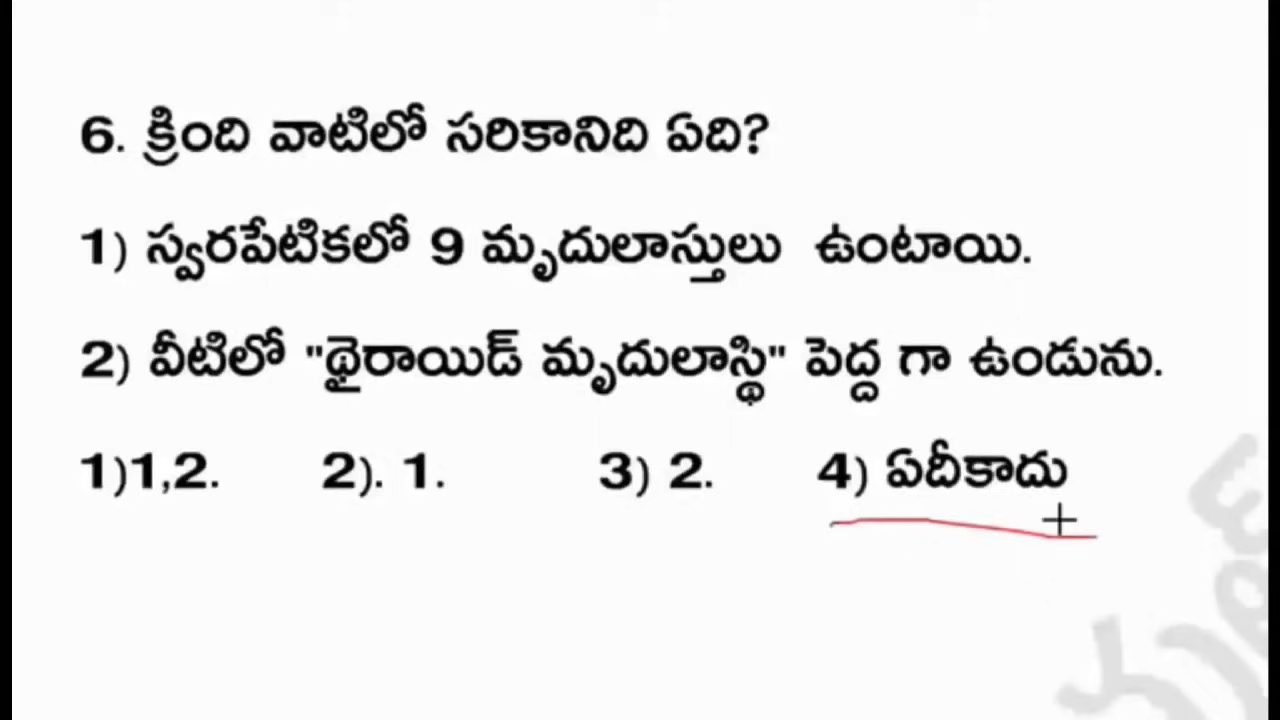 6. క్రింది వాటిలో సరికానిది ఏది?
1) స్వరపేటికలో 9 మృదులాస్తులు ఉంటాయి.
2) వీటిలో "థైరాయిడ్ మృదులాస్థి" పెద్ద గా ఉండును.
1)1,2. 2). 1. 3) 2. 4) ఏదీకాదు